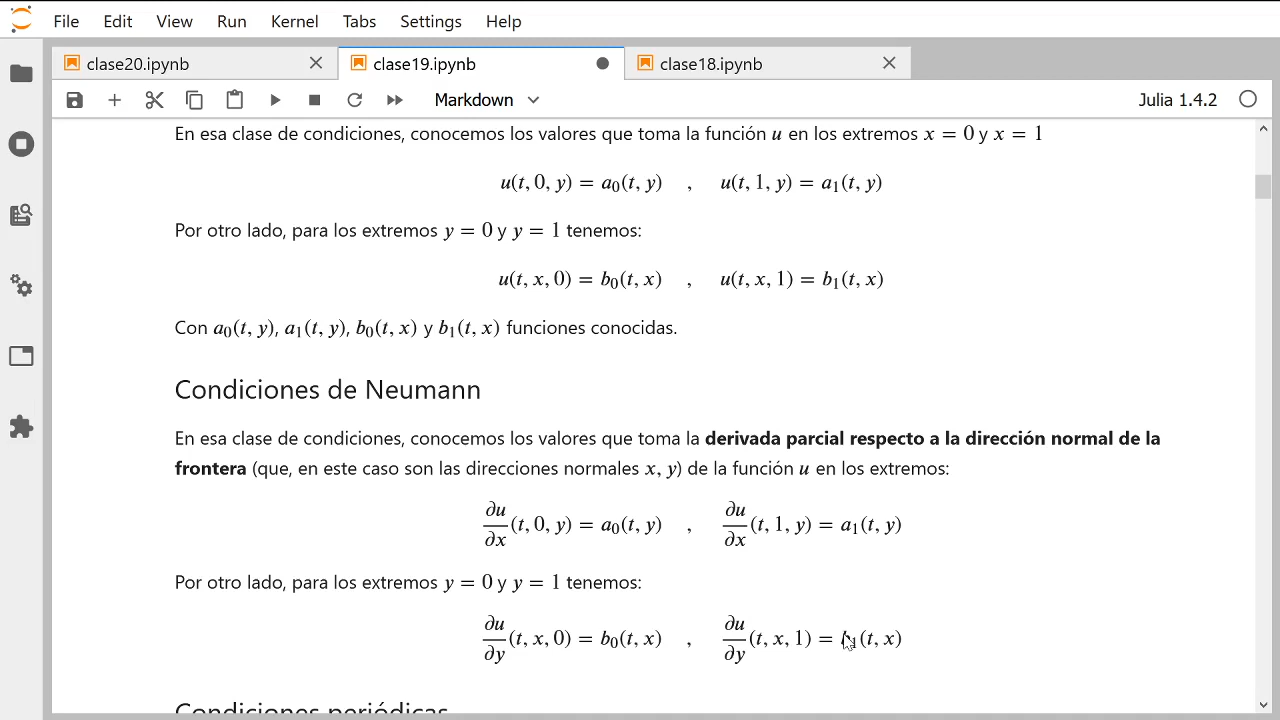 File Edit View Run Kernel Tabs Settings Help
clase20.ipynb clase19.ipynb clase18.ipynb
Markdown Julia 1.4.2
En esa clase de condiciones, conocemos los valores que toma la función u en los extremos x = 0 y x = 1
u(t, 0, y) = a₀(t, y) , u(t, 1, y) = a₁(t, y)
Por otro lado, para los extremos y = 0 y y = 1 tenemos:
u(t, x, 0) = b₀(t, x) , u(t, x, 1) = b₁(t, x)
Con a₀(t, y), a₁(t, y), b₀(t, x) y b₁(t, x) funciones conocidas.
Condiciones de Neumann
En esa clase de condiciones, conocemos los valores que toma la derivada parcial respecto a la dirección normal de la
frontera (que, en este caso son las direcciones normales x, y) de la función u en los extremos:
∂u/∂x (t, 0, y) = a₀(t, y) , ∂u/∂x (t, 1, y) = a₁(t, y)
Por otro lado, para los extremos y = 0 y y = 1 tenemos:
∂u/∂y (t, x, 0) = b₀(t, x) , ∂u/∂y (t, x, 1) = b₁(t, x)
Condiciones periódicas